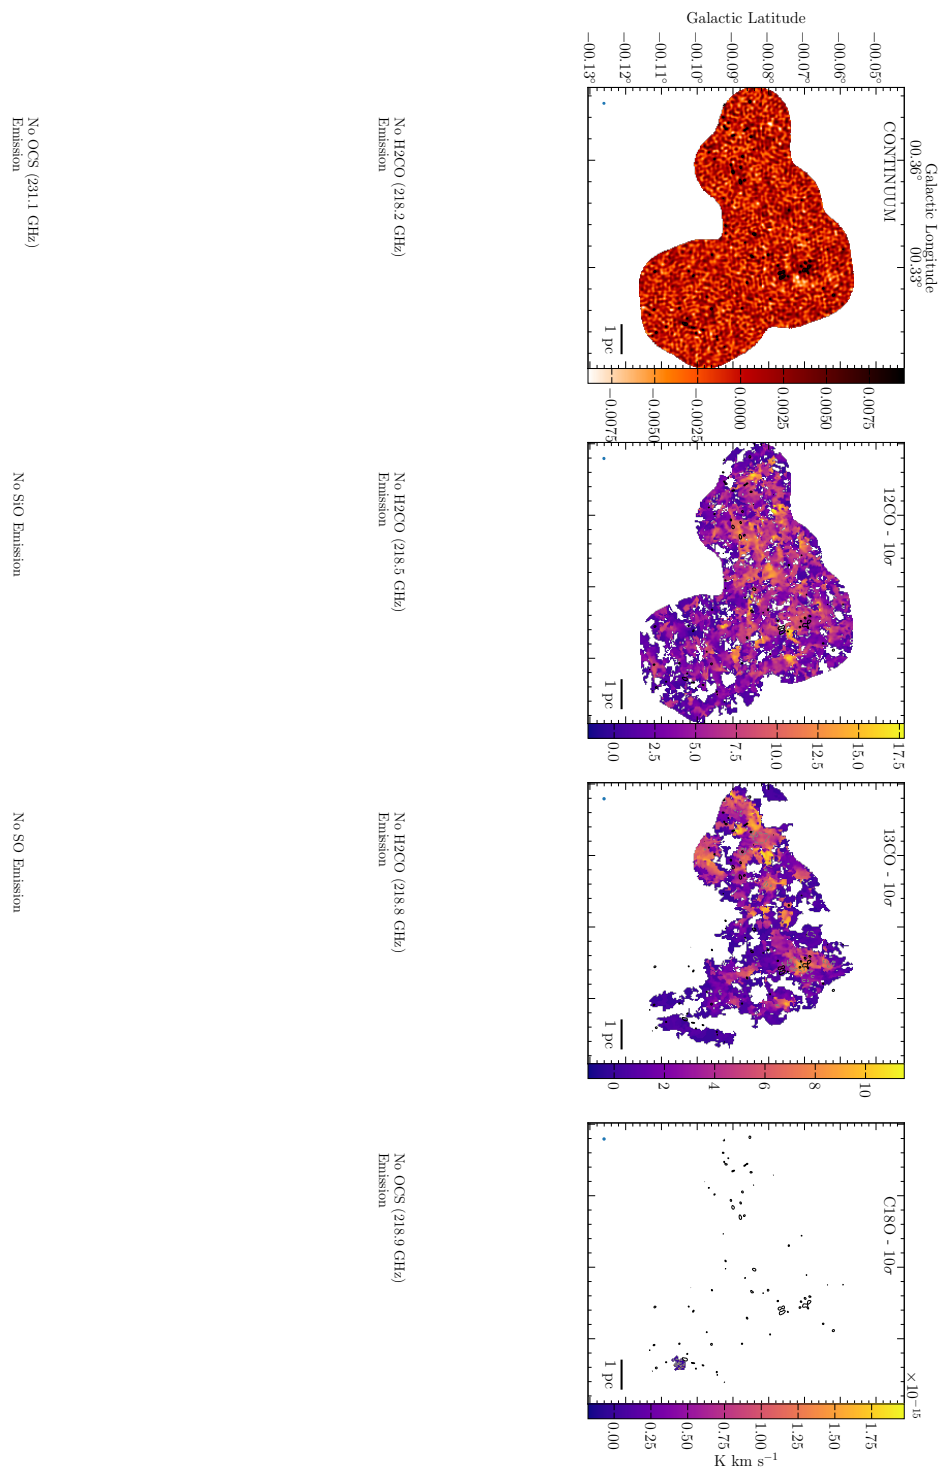 Galactic Longitude
00.36°
00.33°
Galactic Latitude
−00.05°
−00.06°
−00.07°
−00.08°
−00.09°
−00.10°
−00.11°
−00.12°
−00.13°
CONTINUUM
1 pc
0.0075
0.0050
0.0025
0.0000
−0.0025
−0.0050
−0.0075
12CO - 10σ
1 pc
17.5
15.0
12.5
10.0
7.5
5.0
2.5
0.0
13CO - 10σ
1 pc
10
8
6
4
2
0
C18O - 10σ
1 pc
×10⁻¹⁵
1.75
1.50
1.25
1.00
0.75
0.50
0.25
0.00
K km s⁻¹
No H2CO (218.2 GHz)
Emission
No H2CO (218.5 GHz)
Emission
No H2CO (218.8 GHz)
Emission
No OCS (218.9 GHz)
Emission
No OCS (231.1 GHz)
Emission
No SiO Emission
No SO Emission